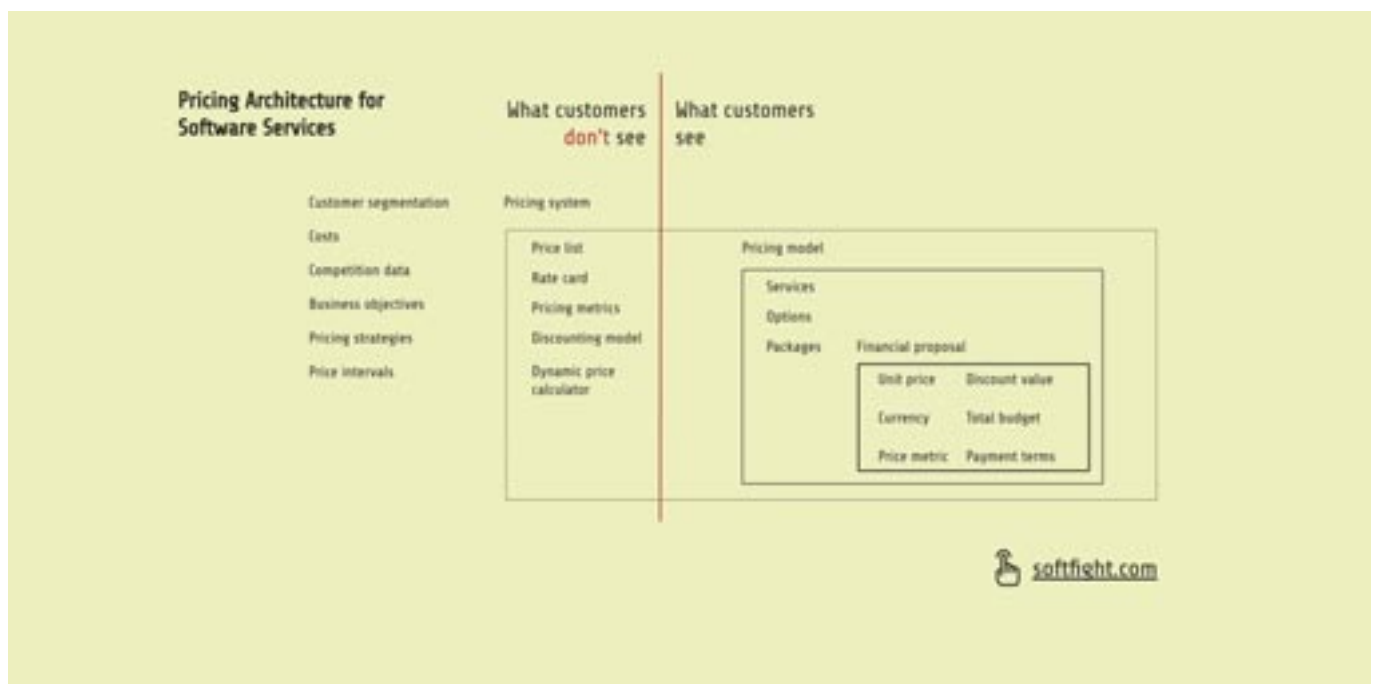 Pricing Architecture for
Software Services
What customers
don't see
What customers
see
Customer segmentation
Costs
Competition data
Business objectives
Pricing strategies
Price intervals
Pricing system
Price list
Rate card
Pricing metrics
Discounting model
Dynamic price
calculator
Pricing model
Services
Options
Packages
Financial proposal
Unit price
Discount value
Currency
Total budget
Price metric
Payment terms
softfight.com